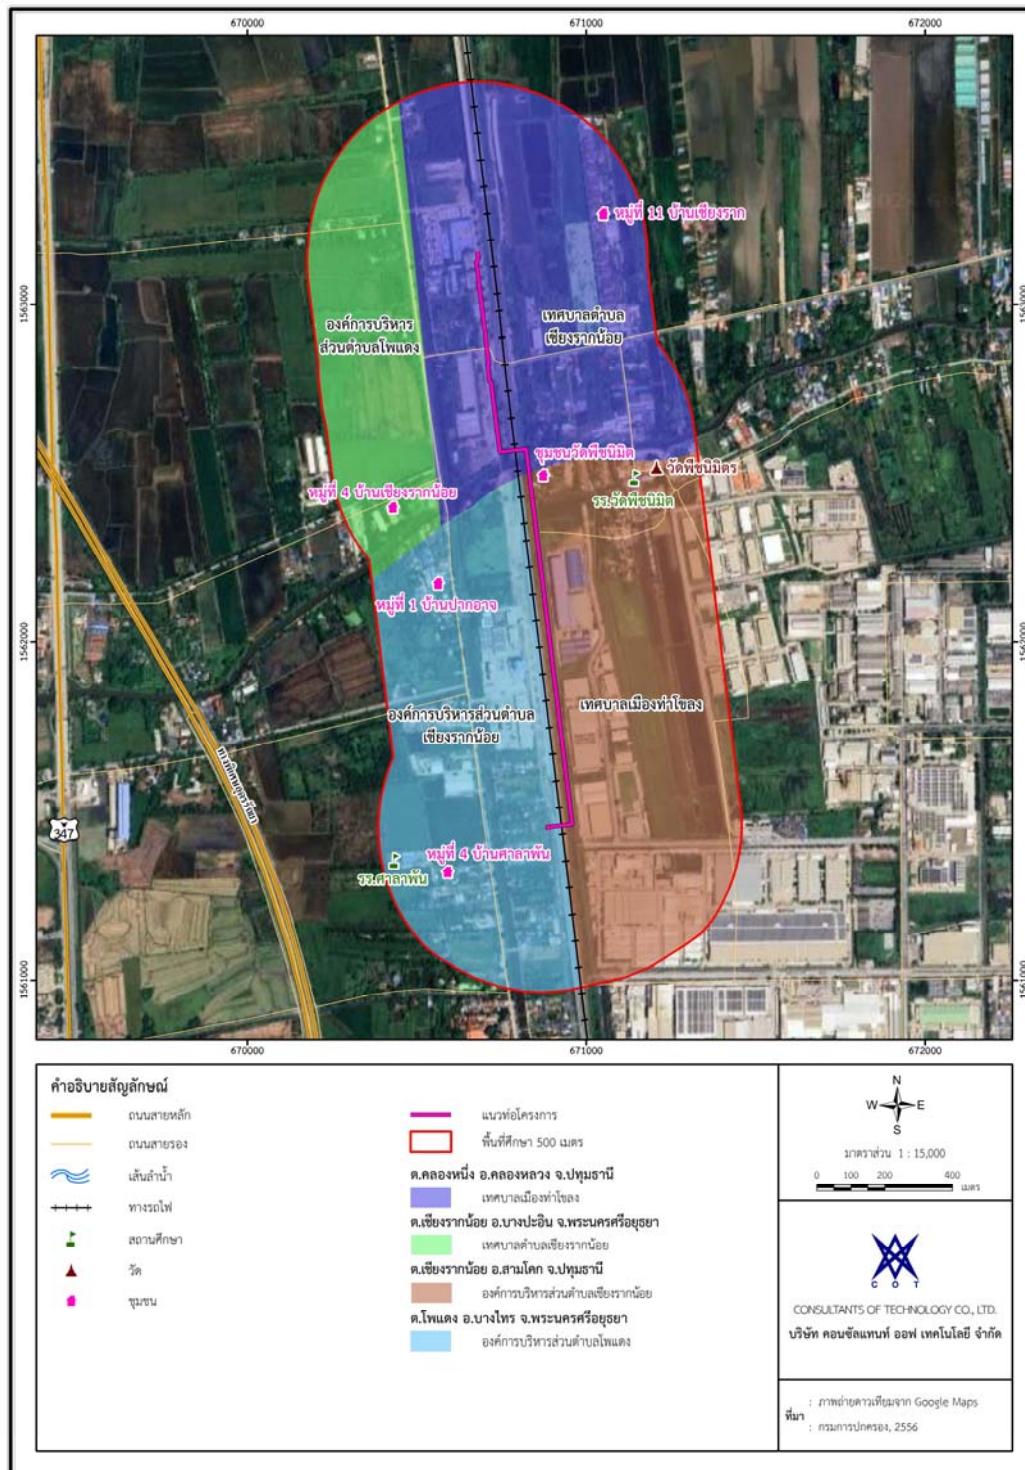 670000
671000
672000
1563000
1563000
หมู่ที่ 11 บ้านเชียงราก
องค์การบริหาร
ส่วนตำบลโพแดง
เทศบาลตำบล
เชียงรากน้อย
ชุมชนวัดพืชนิมิต
วัดพืชนิมิตร
รร.วัดพืชนิมิต
หมู่ที่ 4 บ้านเชียงรากน้อย
หมู่ที่ 1 บ้านปากอาจ
1562000
1562000
องค์การบริหารส่วนตำบล
เชียงรากน้อย
เทศบาลเมืองท่าโขลง
347
หมู่ที่ 4 บ้านศาลาพัน
รร.ศาลาพัน
1561000
1561000
670000
671000
672000
คำอธิบายสัญลักษณ์
ถนนสายหลัก
ถนนสายรอง
เส้นลำน้ำ
ทางรถไฟ
สถานศึกษา
วัด
ชุมชน
แนวท่อโครงการ
พื้นที่ศึกษา 500 เมตร
ต.คลองหนึ่ง อ.คลองหลวง จ.ปทุมธานี
เทศบาลเมืองท่าโขลง
ต.เชียงรากน้อย อ.บางปะอิน จ.พระนครศรีอยุธยา
เทศบาลตำบลเชียงรากน้อย
ต.เชียงรากน้อย อ.สามโคก จ.ปทุมธานี
องค์การบริหารส่วนตำบลเชียงรากน้อย
ต.โพแดง อ.บางไทร จ.พระนครศรีอยุธยา
องค์การบริหารส่วนตำบลโพแดง
N
W E
S
มาตราส่วน 1 : 15,000
0 100 200 400
เมตร
C O T
CONSULTANTS OF TECHNOLOGY CO., LTD.
บริษัท คอนซัลแทนท์ ออฟ เทคโนโลยี จำกัด
ที่มา
: ภาพถ่ายดาวเทียมจาก Google Maps
: กรมการปกครอง, 2556